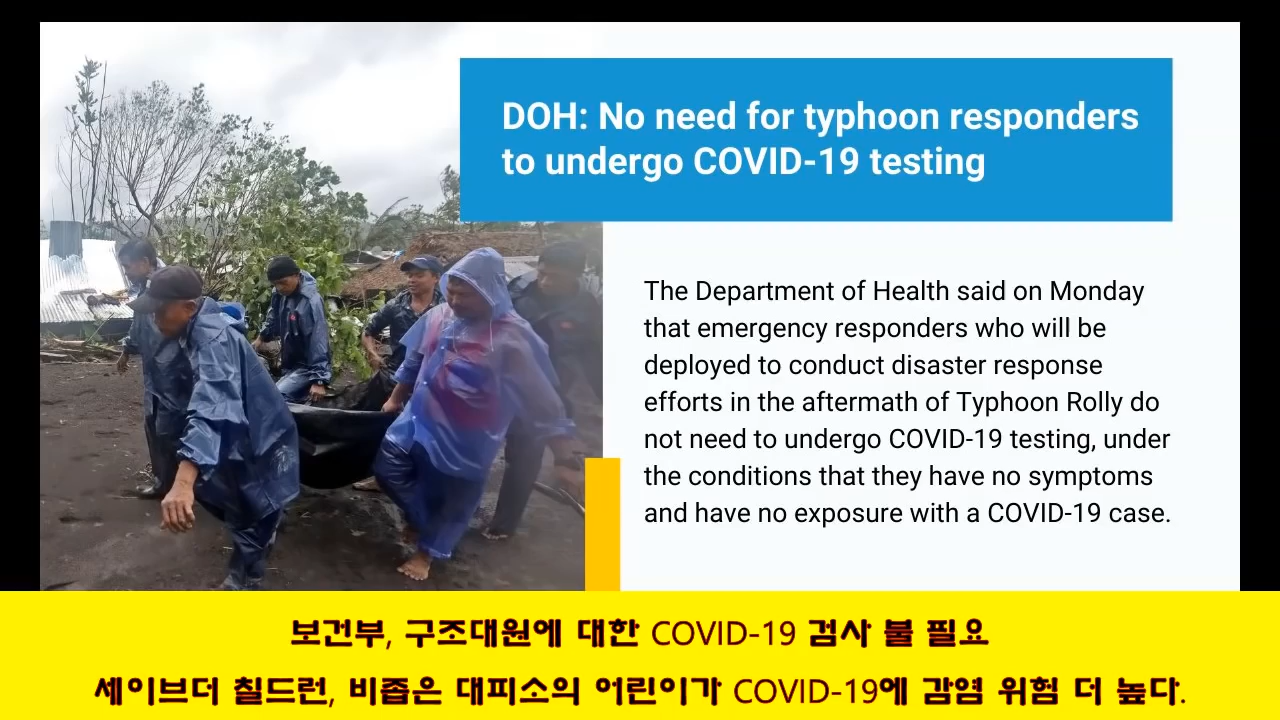 DOH: No need for typhoon responders
to undergo COVID-19 testing
The Department of Health said on Monday
that emergency responders who will be
deployed to conduct disaster response
efforts in the aftermath of Typhoon Rolly do
not need to undergo COVID-19 testing, under
the conditions that they have no symptoms
and have no exposure with a COVID-19 case.
보건부, 구조대원에 대한 COVID-19 검사 불 필요
세이브더 칠드런, 비좁은 대피소의 어린이가 COVID-19에 감염 위험 더 높다.